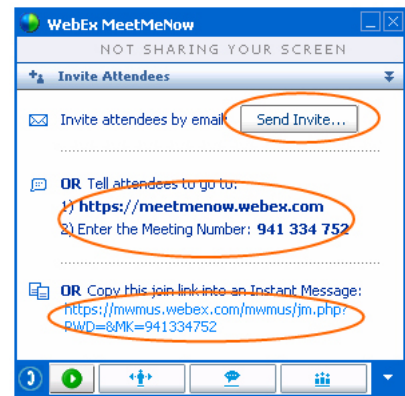 WebEx MeetMeNow
NOT SHARING YOUR SCREEN
Invite Attendees
Invite attendees by email: Send Invite...
OR Tell attendees to go to:
1) https://meetmenow.webex.com
2) Enter the Meeting Number: 941 334 752
OR Copy this join link into an Instant Message:
https://mwmus.webex.com/mwmus/jm.php?
PWD=&MK=941334752